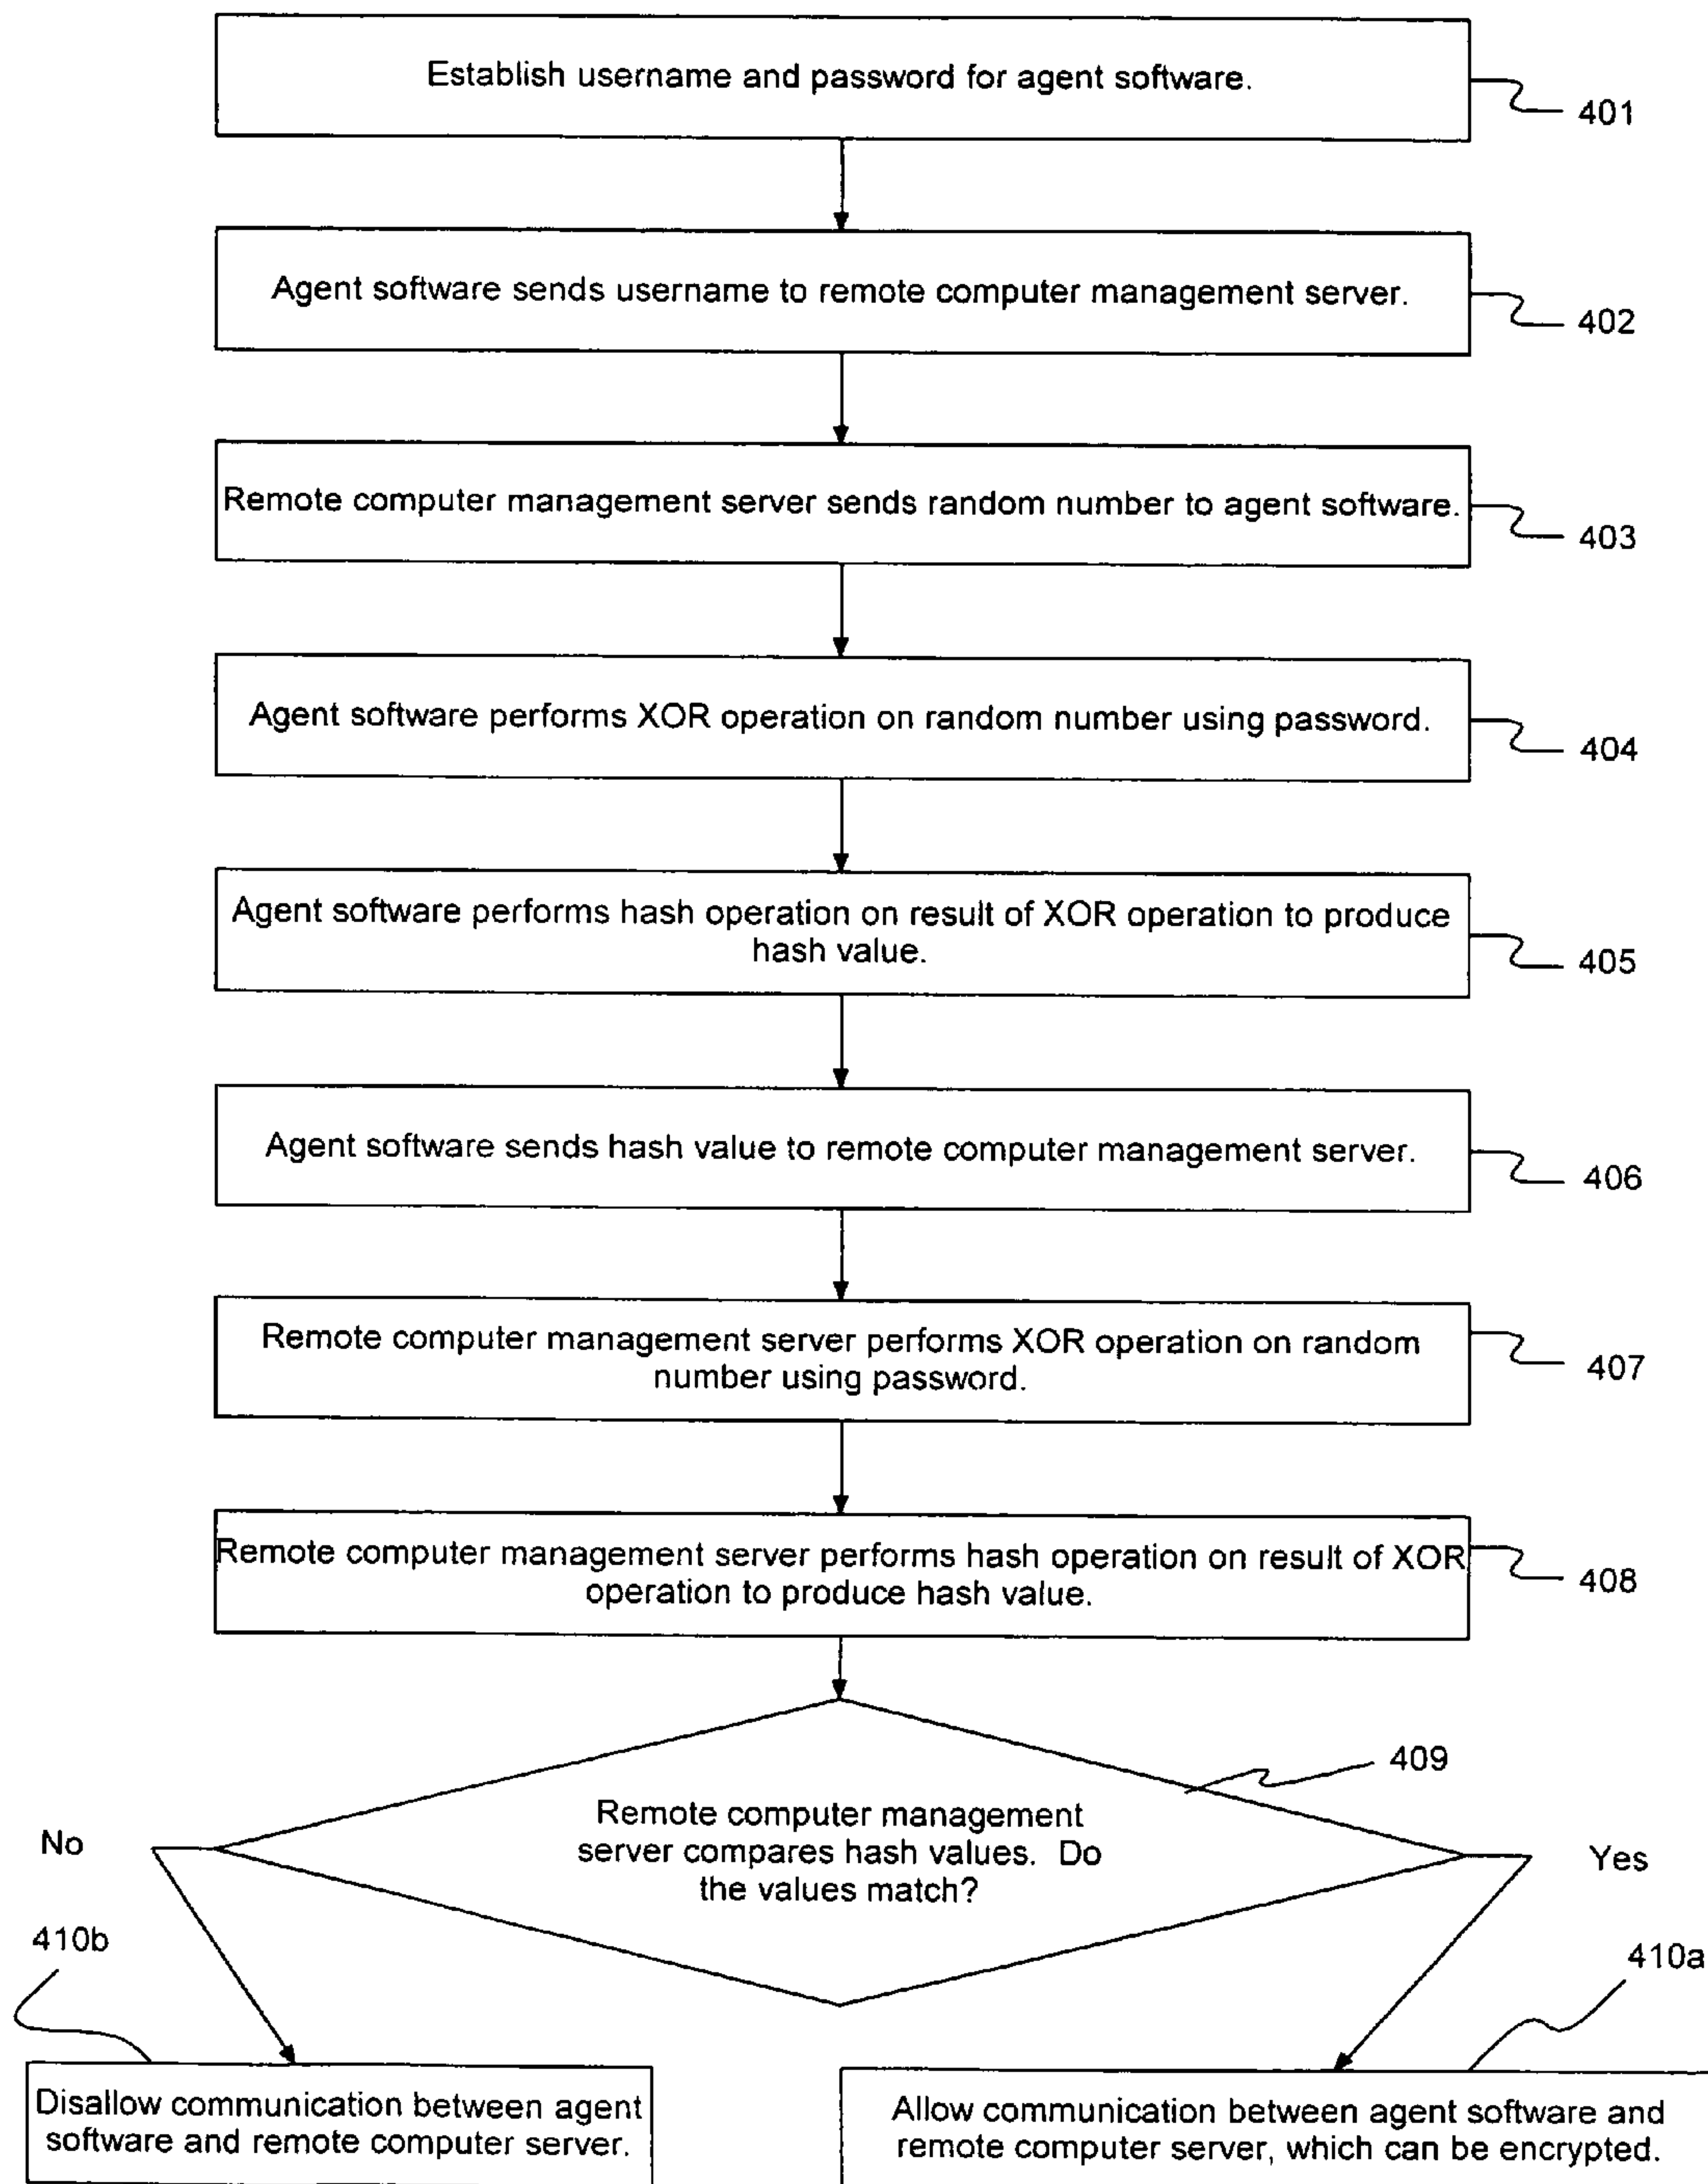 Establish username and password for agent software.
401
Agent software sends username to remote computer management server.
402
Remote computer management server sends random number to agent software.
403
Agent software performs XOR operation on random number using password.
404
Agent software performs hash operation on result of XOR operation to produce
hash value.
405
Agent software sends hash value to remote computer management server.
406
Remote computer management server performs XOR operation on random
number using password.
407
Remote computer management server performs hash operation on result of XOR
operation to produce hash value.
408
409
Remote computer management
server compares hash values. Do
the values match?
No
Yes
410b
410a
Disallow communication between agent
software and remote computer server.
Allow communication between agent software and
remote computer server, which can be encrypted.